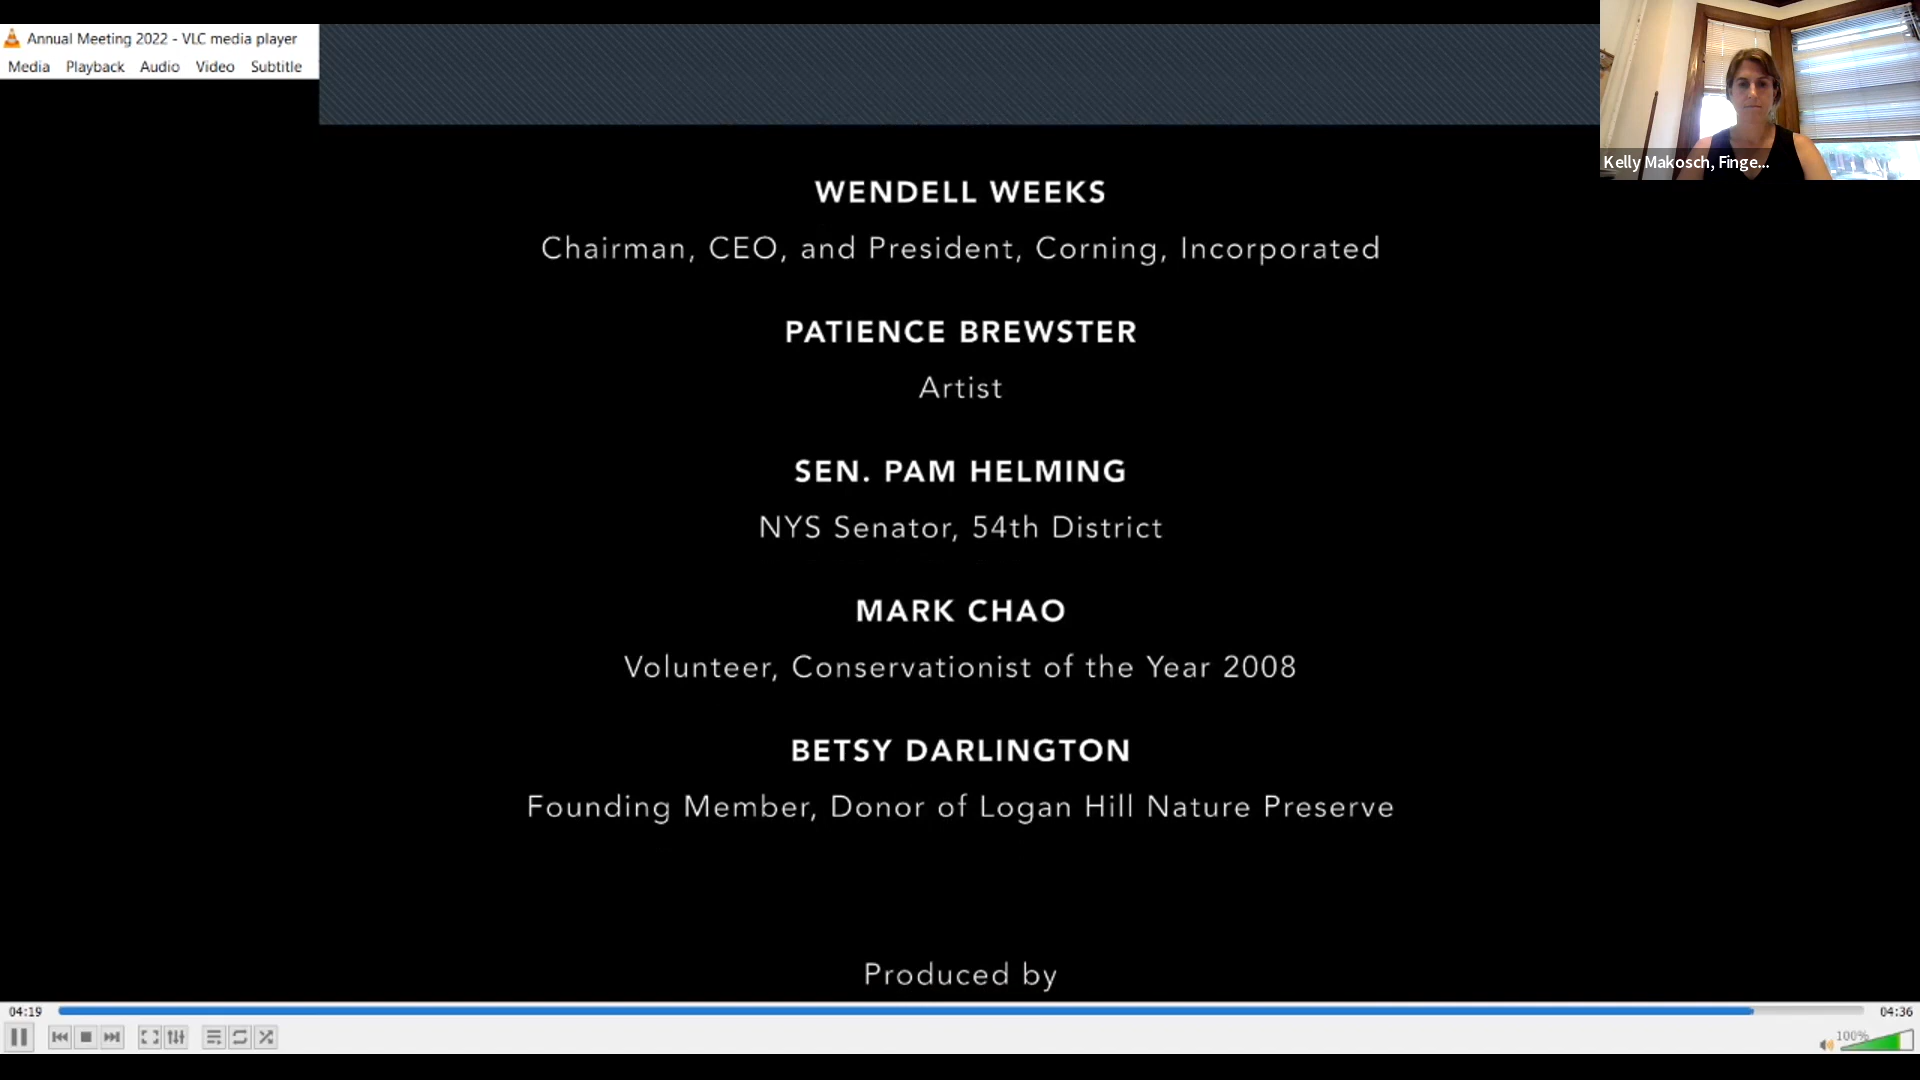 Annual Meeting 2022 - VLC media player
Media Playback Audio Video Subtitle
Kelly Makosch, Finge...
WENDELL WEEKS
Chairman, CEO, and President, Corning, Incorporated
PATIENCE BREWSTER
Artist
SEN. PAM HELMING
NYS Senator, 54th District
MARK CHAO
Volunteer, Conservationist of the Year 2008
BETSY DARLINGTON
Founding Member, Donor of Logan Hill Nature Preserve
Produced by
04:19
04:36
100%